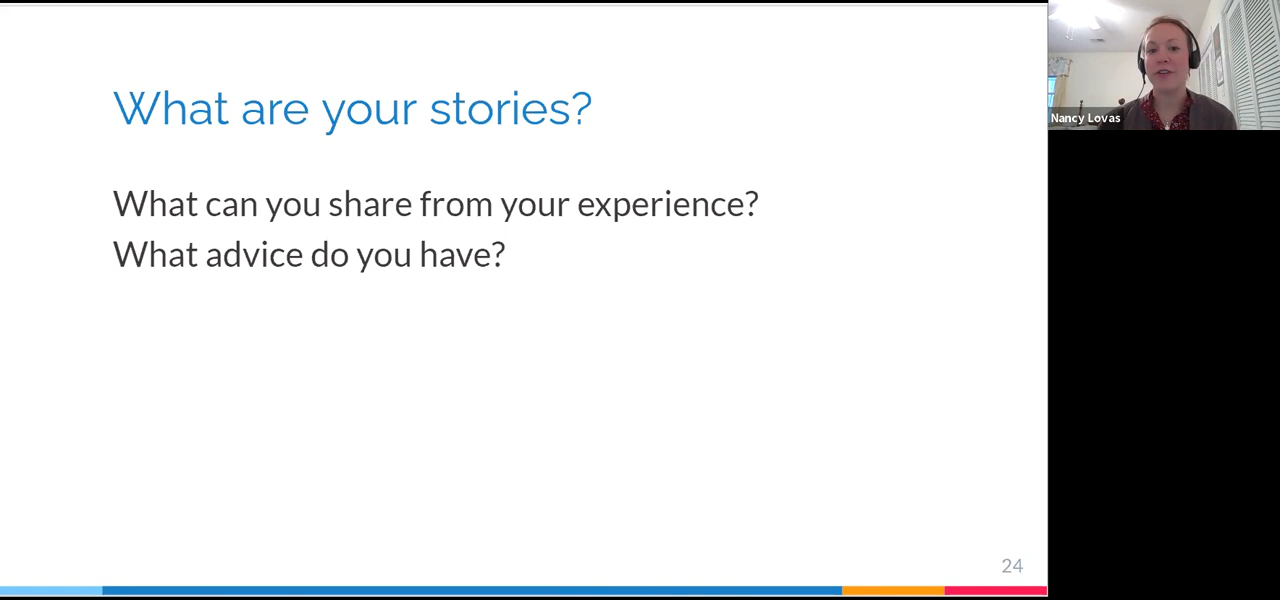 What are your stories?
What can you share from your experience?
What advice do you have?
24
Nancy Lovas